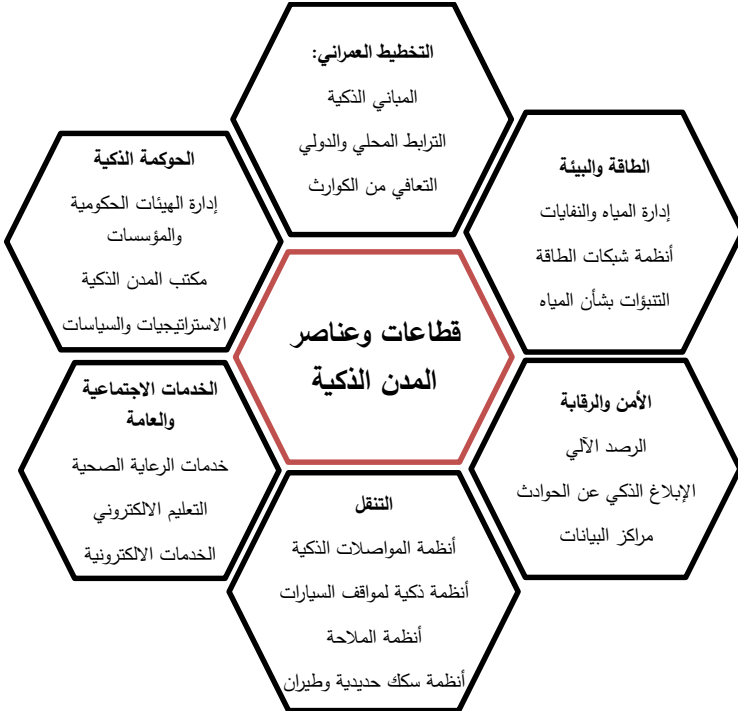 التخطيط العمراني:
المباني الذكية
الترابط المحلي والدولي
التعافي من الكوارث
الطاقة والبيئة
إدارة المياه والنفايات
أنظمة شبكات الطاقة
التنبؤات بشأن المياه
الحوكمة الذكية
إدارة الهيئات الحكومية
والمؤسسات
مكتب المدن الذكية
الاستراتيجيات والسياسات
قطاعات وعناصر
المدن الذكية
الأمن والرقابة
الرصد الآلي
الإبلاغ الذكي عن الحوادث
مراكز البيانات
الخدمات الاجتماعية
والعامة
خدمات الرعاية الصحية
التعليم الالكتروني
الخدمات الالكترونية
التنقل
أنظمة المواصلات الذكية
أنظمة ذكية لمواقف السيارات
أنظمة الملاحة
أنظمة سكك حديدية وطيران